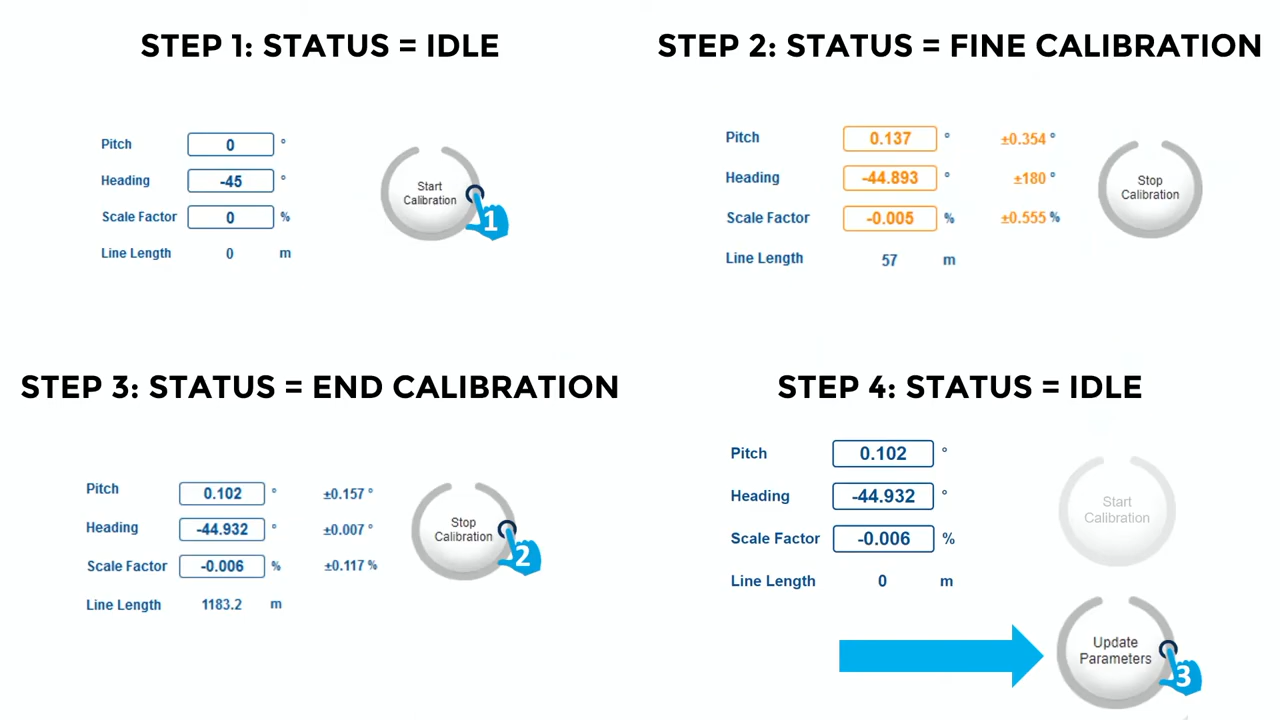 STEP 1: STATUS = IDLE
Pitch 0 °
Heading -45 °
Scale Factor 0 %
Line Length 0 m
Start
Calibration
1
STEP 2: STATUS = FINE CALIBRATION
Pitch 0.137 ° ±0.354 °
Heading -44.893 ° ±180 °
Scale Factor -0.005 % ±0.555 %
Line Length 57 m
Stop
Calibration
STEP 3: STATUS = END CALIBRATION
Pitch 0.102 ° ±0.157 °
Heading -44.932 ° ±0.007 °
Scale Factor -0.006 % ±0.117 %
Line Length 1183.2 m
Stop
Calibration
2
STEP 4: STATUS = IDLE
Pitch 0.102 °
Heading -44.932 °
Scale Factor -0.006 %
Line Length 0 m
Start
Calibration
Update
Parameters
3